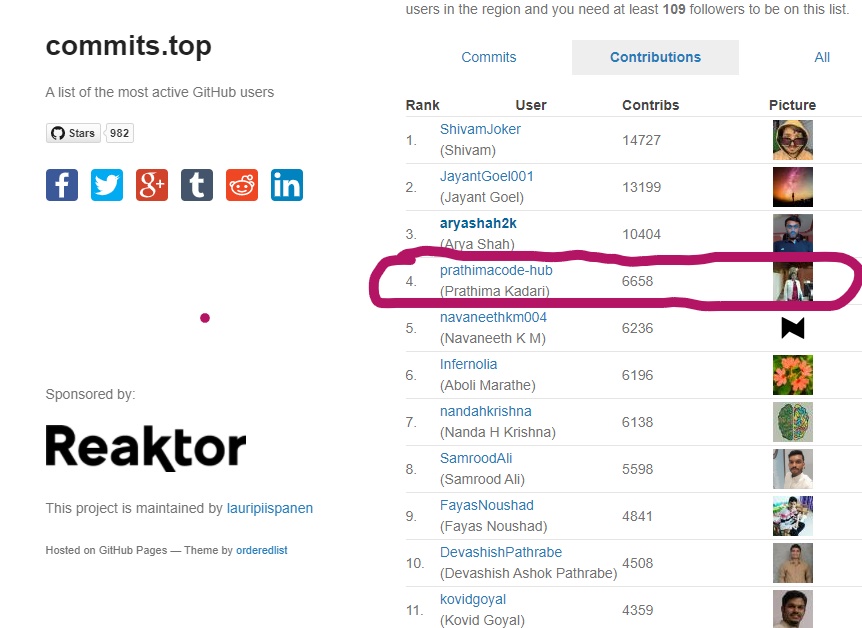 commits.top
A list of the most active GitHub users
Stars 982
f g+ t in
Sponsored by:
Reaktor
This project is maintained by lauripiispanen
Hosted on GitHub Pages — Theme by orderedlist
users in the region and you need at least 109 followers to be on this list.
Commits Contributions All
Rank User Contribs Picture
1. ShivamJoker (Shivam) 14727
2. JayantGoel001 (Jayant Goel) 13199
3. aryashah2k (Arya Shah) 10404
4. prathimacode-hub (Prathima Kadari) 6658
5. navaneethkm004 (Navaneeth K M) 6236
6. Infernolia (Aboli Marathe) 6196
7. nandahkrishna (Nanda H Krishna) 6138
8. SamroodAli (Samrood Ali) 5598
9. FayasNoushad (Fayas Noushad) 4841
10. DevashishPathrabe (Devashish Ashok Pathrabe) 4508
11. kovidgoyal (Kovid Goyal) 4359